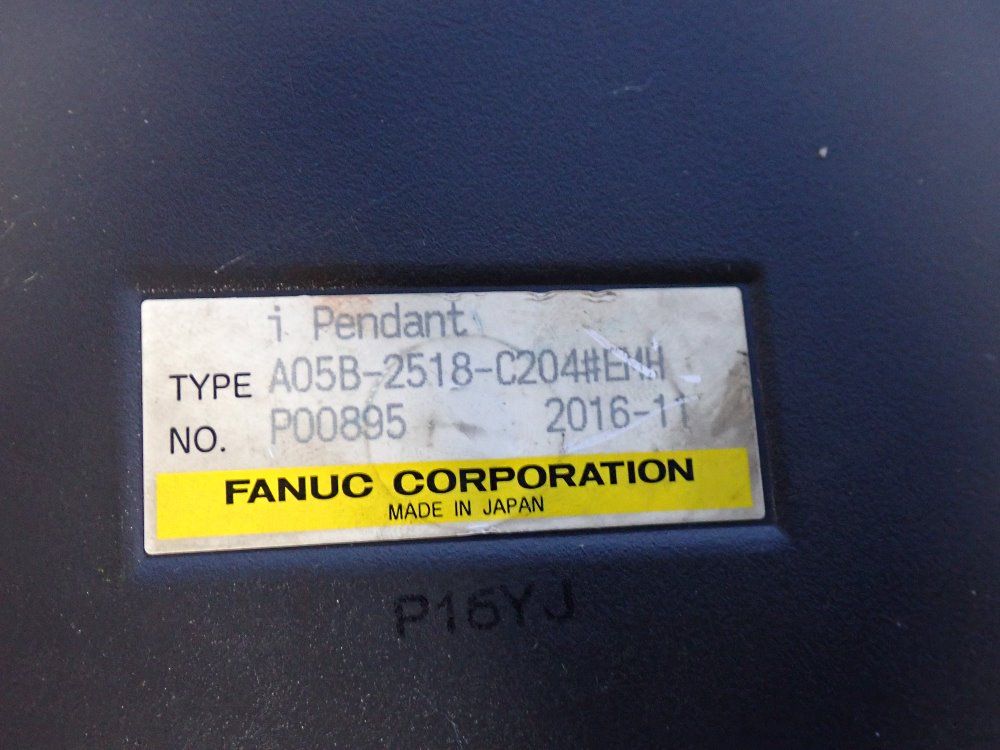 i Pendant
TYPE A05B-2518-C204#EMH
NO. P00895 2016-11
FANUC CORPORATION
MADE IN JAPAN
P16YJ